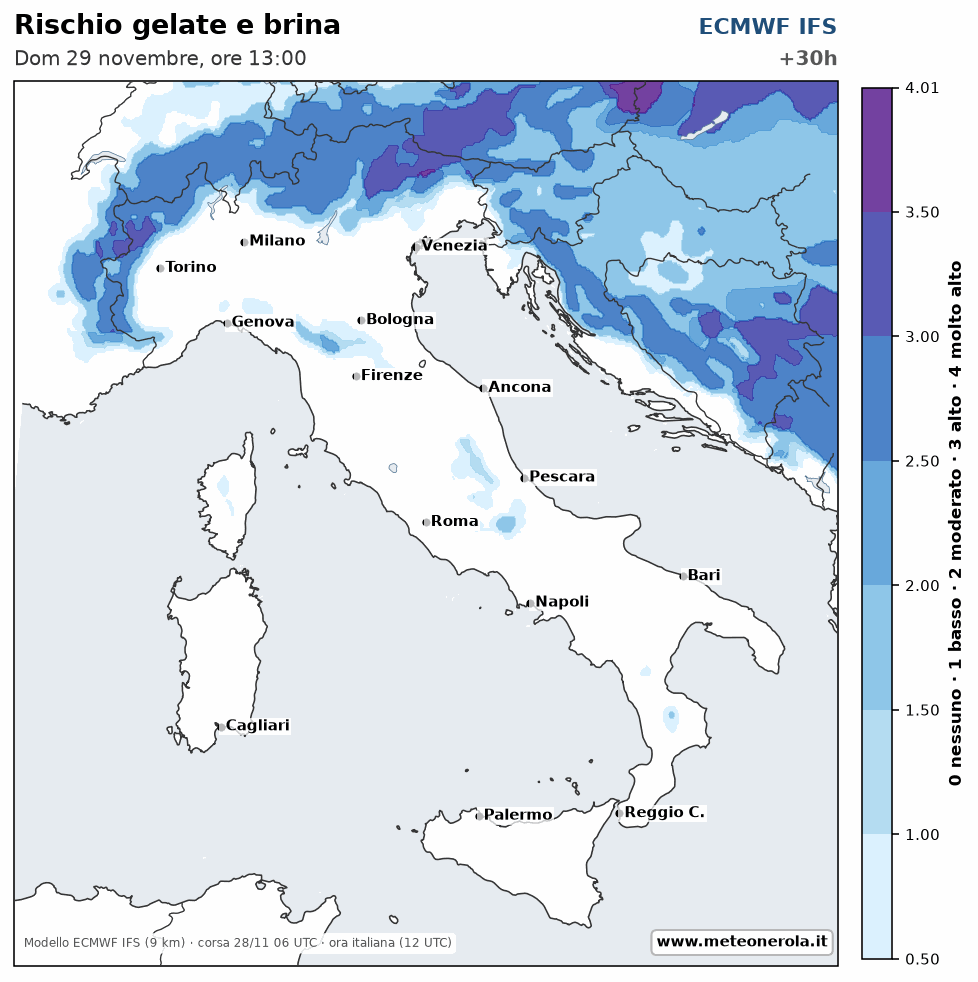 Rischio gelate e brina
ECMWF IFS
Dom 29 novembre, ore 13:00
+30h
4.01
3.50
3.00
2.50
2.00
1.50
1.00
0.50
0 nessuno · 1 basso · 2 moderato · 3 alto · 4 molto alto
Milano
Venezia
Torino
Genova
Bologna
Firenze
Ancona
Pescara
Roma
Bari
Napoli
Cagliari
Palermo
Reggio C.
Modello ECMWF IFS (9 km) · corsa 28/11 06 UTC · ora italiana (12 UTC)
www.meteonerola.it